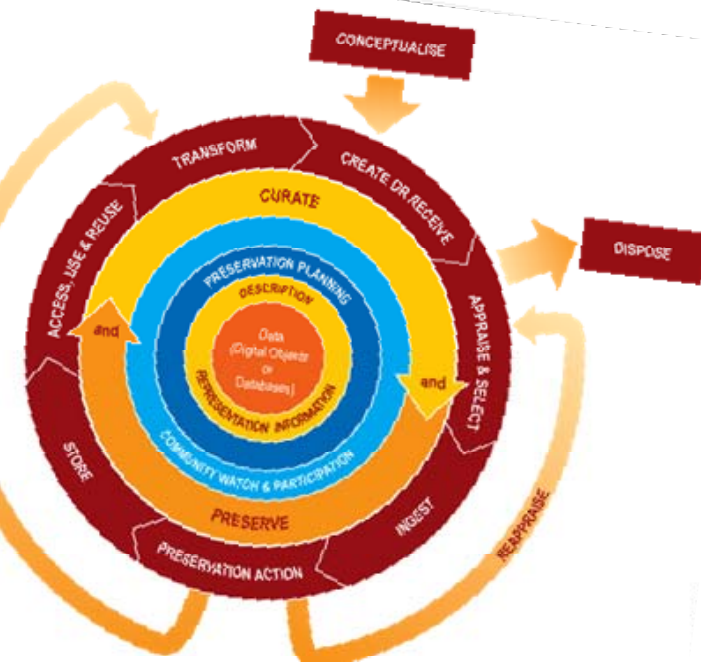 CONCEPTUALISE
TRANSFORM
CREATE OR RECEIVE
CURATE
DISPOSE
ACCESS, USE & REUSE
PRESERVATION PLANNING
DESCRIPTION
and
Data
(Digital Objects
or
Databases)
and
APPRAISE & SELECT
REPRESENTATION INFORMATION
COMMUNITY WATCH & PARTICIPATION
STORE
PRESERVE
INGEST
REAPPRAISE
PRESERVATION ACTION